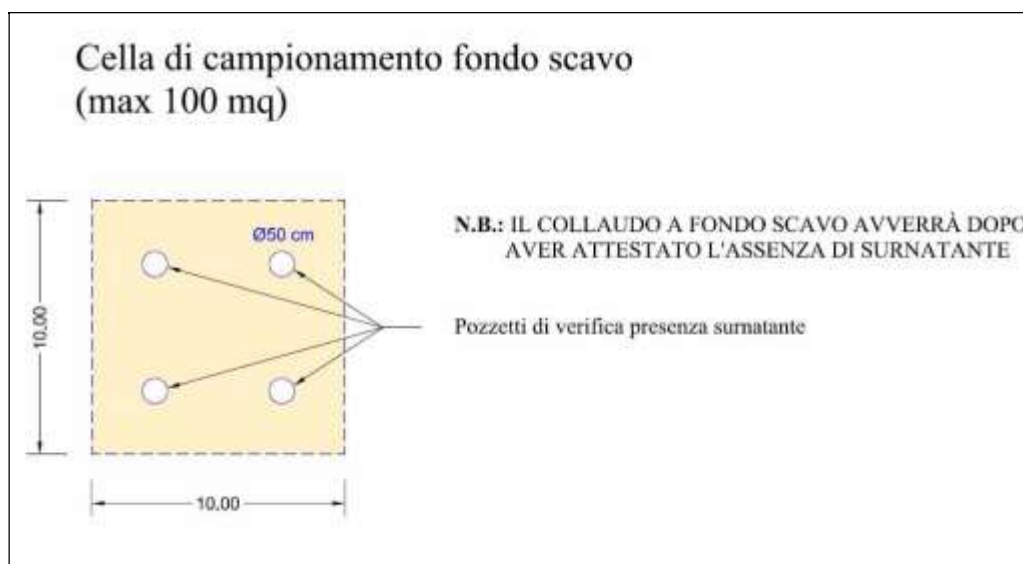 Cella di campionamento fondo scavo
(max 100 mq)
Ø50 cm
N.B.: IL COLLAUDO A FONDO SCAVO AVVERRÀ DOPO
AVER ATTESTATO L'ASSENZA DI SURNATANTE
10.00
Pozzetti di verifica presenza surnatante
10.00